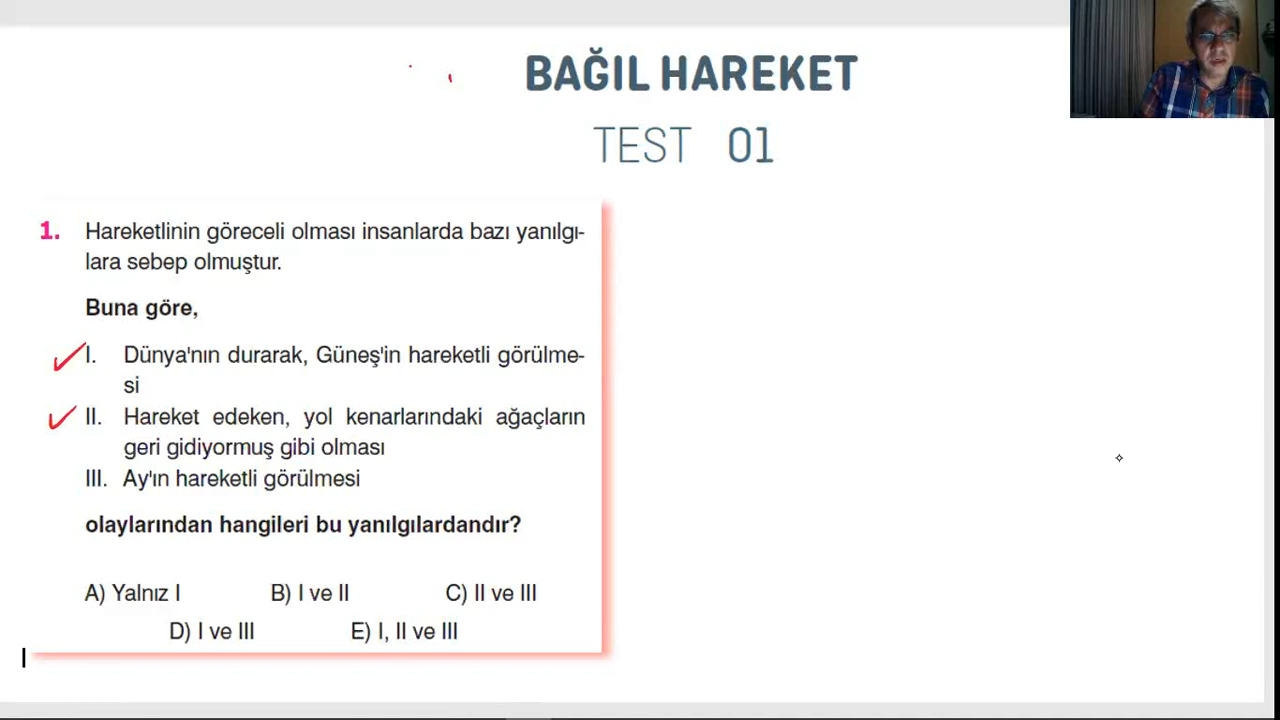 BAĞIL HAREKET
TEST 01
1. Hareketlinin göreceli olması insanlarda bazı yanılgı-
lara sebep olmuştur.
Buna göre,
I. Dünya'nın durarak, Güneş'in hareketli görülme-
si
II. Hareket edeken, yol kenarlarındaki ağaçların
geri gidiyormuş gibi olması
III. Ay'ın hareketli görülmesi
olaylarından hangileri bu yanılgılardandır?
A) Yalnız I B) I ve II C) II ve III
D) I ve III E) I, II ve III